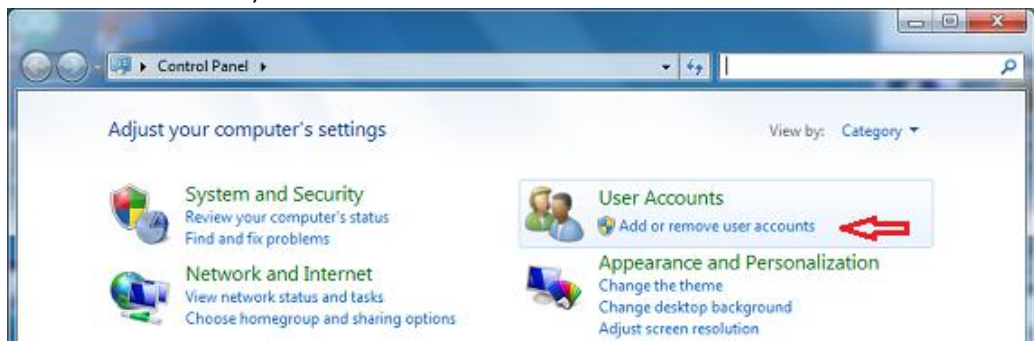 Control Panel
Adjust your computer's settings
View by: Category
System and Security
Review your computer's status
Find and fix problems
User Accounts
Add or remove user accounts
Network and Internet
View network status and tasks
Choose homegroup and sharing options
Appearance and Personalization
Change the theme
Change desktop background
Adjust screen resolution